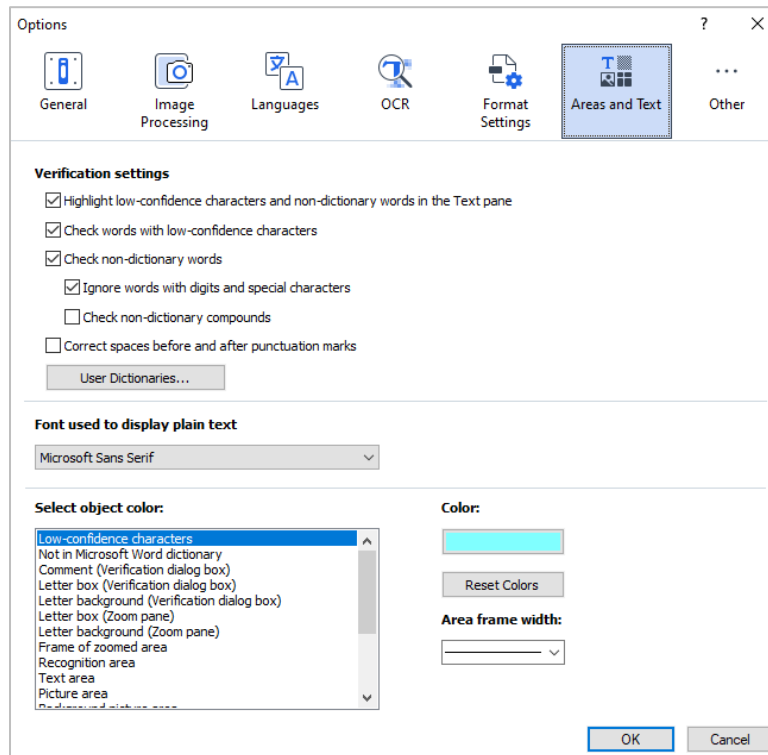 Options
General
Image Processing
Languages
OCR
Format Settings
Areas and Text
Other
Verification settings
Highlight low-confidence characters and non-dictionary words in the Text pane
Check words with low-confidence characters
Check non-dictionary words
Ignore words with digits and special characters
Check non-dictionary compounds
Correct spaces before and after punctuation marks
User Dictionaries...
Font used to display plain text
Microsoft Sans Serif
Select object color:
Low-confidence characters
Not in Microsoft Word dictionary
Comment (Verification dialog box)
Letter box (Verification dialog box)
Letter background (Verification dialog box)
Letter box (Zoom pane)
Letter background (Zoom pane)
Frame of zoomed area
Recognition area
Text area
Picture area
Background picture area
Color:
Reset Colors
Area frame width:
OK
Cancel